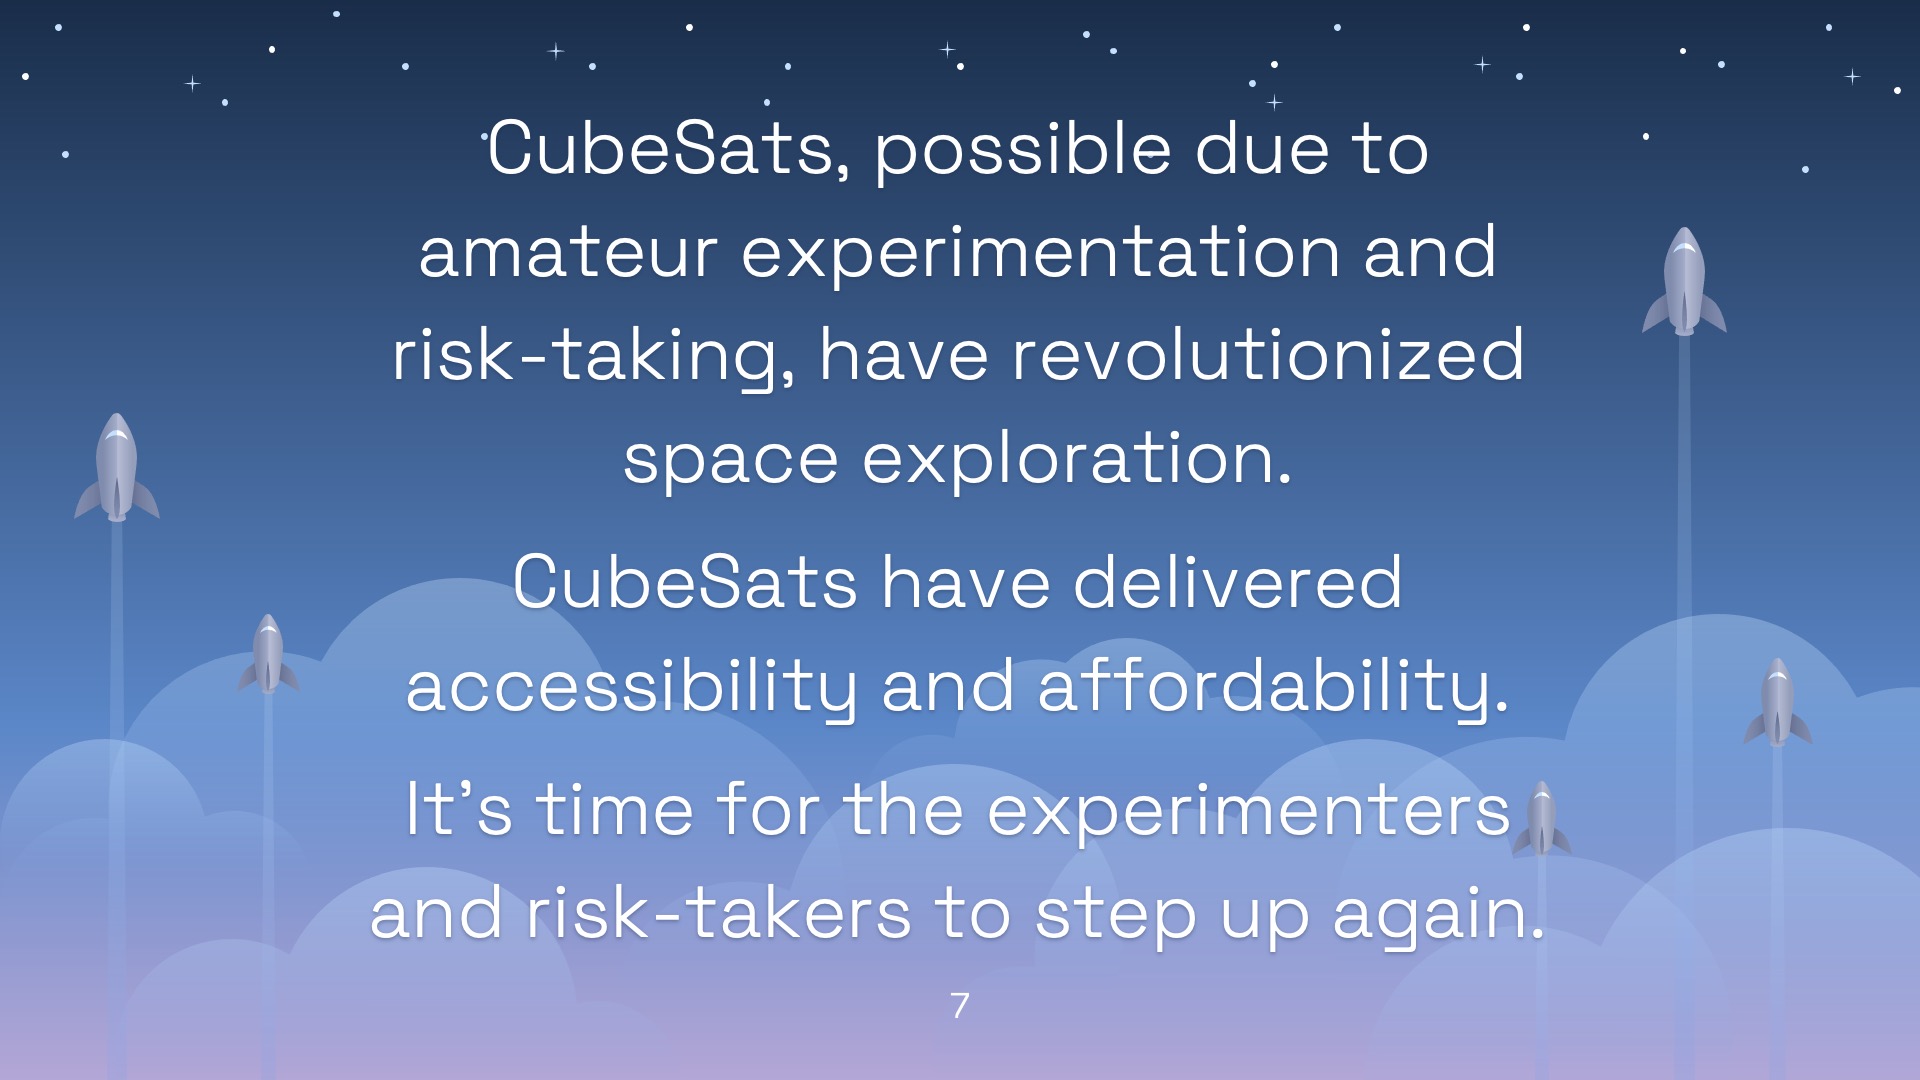 CubeSats, possible due to
amateur experimentation and
risk-taking, have revolutionized
space exploration.
CubeSats have delivered
accessibility and affordability.
It’s time for the experimenters
and risk-takers to step up again.
7